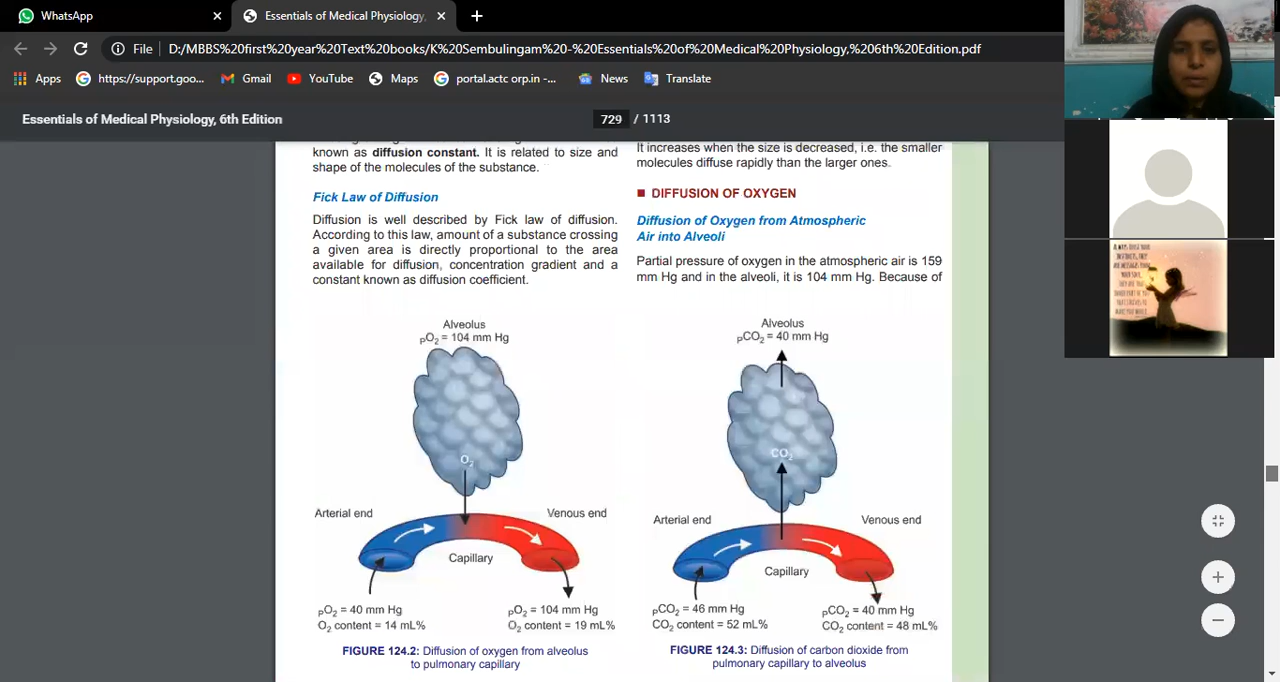 WhatsApp
Essentials of Medical Physiology,
File
D:/MBBS%20first%20year%20Text%20books/K%20Sembulingam%20-%20Essentials%20of%20Medical%20Physiology,%206th%20Edition.pdf
Apps
https://support.goo...
Gmail
YouTube
Maps
portal.actc orp.in -...
News
Translate
Essentials of Medical Physiology, 6th Edition
729 / 1113
known as diffusion constant. It is related to size and
shape of the molecules of the substance.
Fick Law of Diffusion
Diffusion is well described by Fick law of diffusion.
According to this law, amount of a substance crossing
a given area is directly proportional to the area
available for diffusion, concentration gradient and a
constant known as diffusion coefficient.
It increases when the size is decreased, i.e. the smaller
molecules diffuse rapidly than the larger ones.
DIFFUSION OF OXYGEN
Diffusion of Oxygen from Atmospheric
Air into Alveoli
Partial pressure of oxygen in the atmospheric air is 159
mm Hg and in the alveoli, it is 104 mm Hg. Because of
Alveolus
pO2 = 104 mm Hg
O2
Arterial end
Venous end
Capillary
pO2 = 40 mm Hg
O2 content = 14 mL%
pO2 = 104 mm Hg
O2 content = 19 mL%
FIGURE 124.2: Diffusion of oxygen from alveolus
to pulmonary capillary
Alveolus
pCO2 = 40 mm Hg
CO2
Arterial end
Venous end
Capillary
pCO2 = 46 mm Hg
CO2 content = 52 mL%
pCO2 = 40 mm Hg
CO2 content = 48 mL%
FIGURE 124.3: Diffusion of carbon dioxide from
pulmonary capillary to alveolus